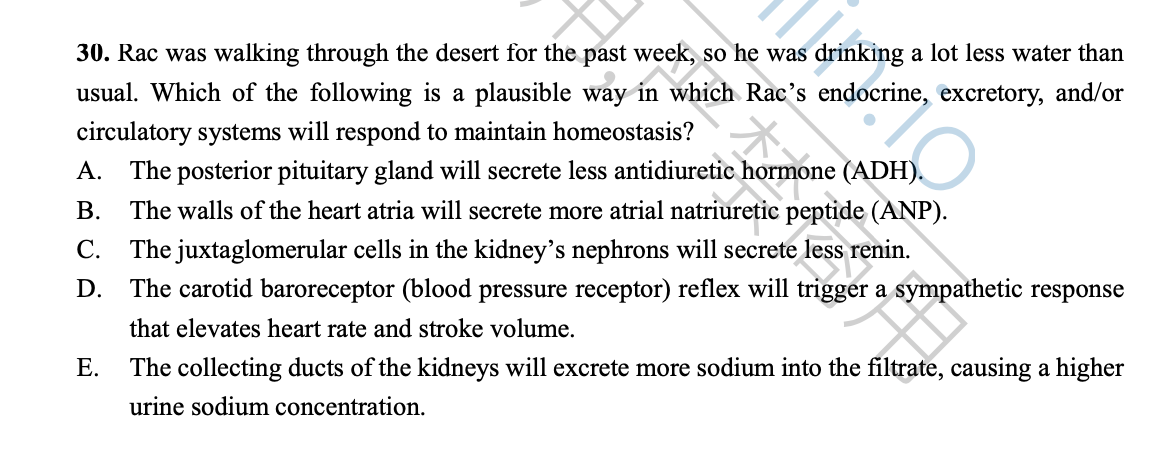 30. Rac was walking through the desert for the past week, so he was drinking a lot less water than
usual. Which of the following is a plausible way in which Rac's endocrine, excretory, and/or
circulatory systems will respond to maintain homeostasis?
A. The posterior pituitary gland will secrete less antidiuretic hormone (ADH).
B. The walls of the heart atria will secrete more atrial natriuretic peptide (ANP).
C. The juxtaglomerular cells in the kidney's nephrons will secrete less renin.
D. The carotid baroreceptor (blood pressure receptor) reflex will trigger a sympathetic response
that elevates heart rate and stroke volume.
E. The collecting ducts of the kidneys will excrete more sodium into the filtrate, causing a higher
urine sodium concentration.
用,严禁商用